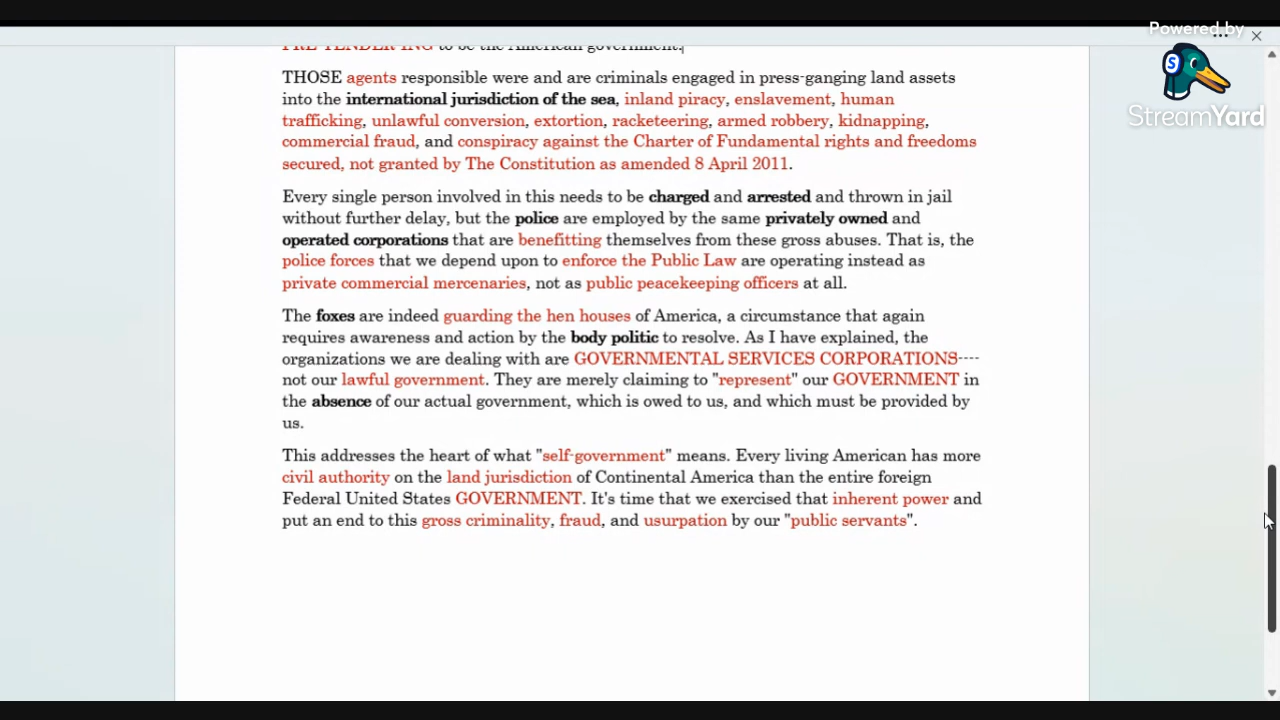 Powered by
StreamYard
PRE-TENDER-ING to be the American government.
THOSE agents responsible were and are criminals engaged in press-ganging land assets
into the international jurisdiction of the sea, inland piracy, enslavement, human
trafficking, unlawful conversion, extortion, racketeering, armed robbery, kidnapping,
commercial fraud, and conspiracy against the Charter of Fundamental rights and freedoms
secured, not granted by The Constitution as amended 8 April 2011.
Every single person involved in this needs to be charged and arrested and thrown in jail
without further delay, but the police are employed by the same privately owned and
operated corporations that are benefitting themselves from these gross abuses. That is, the
police forces that we depend upon to enforce the Public Law are operating instead as
private commercial mercenaries, not as public peacekeeping officers at all.
The foxes are indeed guarding the hen houses of America, a circumstance that again
requires awareness and action by the body politic to resolve. As I have explained, the
organizations we are dealing with are GOVERNMENTAL SERVICES CORPORATIONS----
not our lawful government. They are merely claiming to "represent" our GOVERNMENT in
the absence of our actual government, which is owed to us, and which must be provided by
us.
This addresses the heart of what "self-government" means. Every living American has more
civil authority on the land jurisdiction of Continental America than the entire foreign
Federal United States GOVERNMENT. It's time that we exercised that inherent power and
put an end to this gross criminality, fraud, and usurpation by our "public servants".